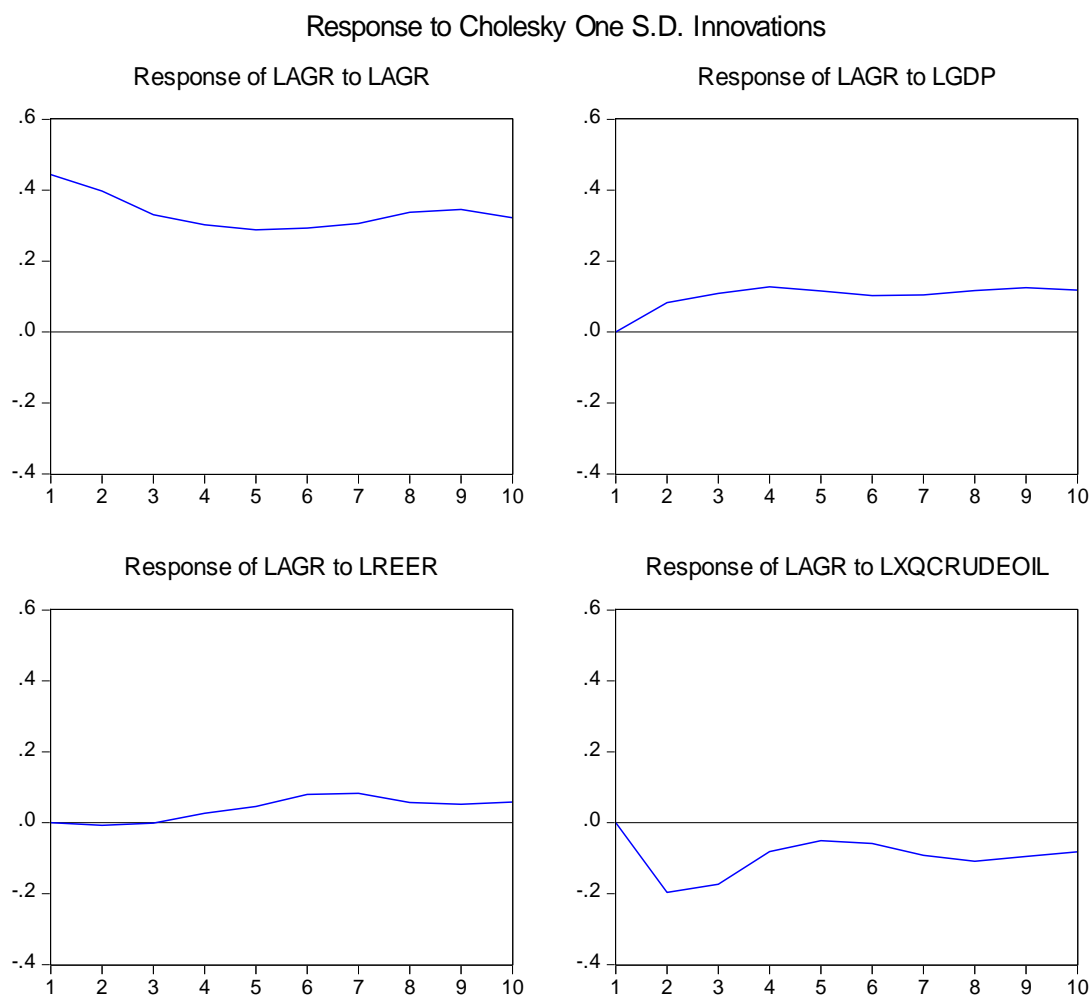 Response to Cholesky One S.D. Innovations
Response of LAGR to LAGR
.6
.4
.2
.0
-.2
-.4
1 2 3 4 5 6 7 8 9 10
Response of LAGR to LGDP
.6
.4
.2
.0
-.2
-.4
1 2 3 4 5 6 7 8 9 10
Response of LAGR to LREER
.6
.4
.2
.0
-.2
-.4
1 2 3 4 5 6 7 8 9 10
Response of LAGR to LXQCRUDEOIL
.6
.4
.2
.0
-.2
-.4
1 2 3 4 5 6 7 8 9 10